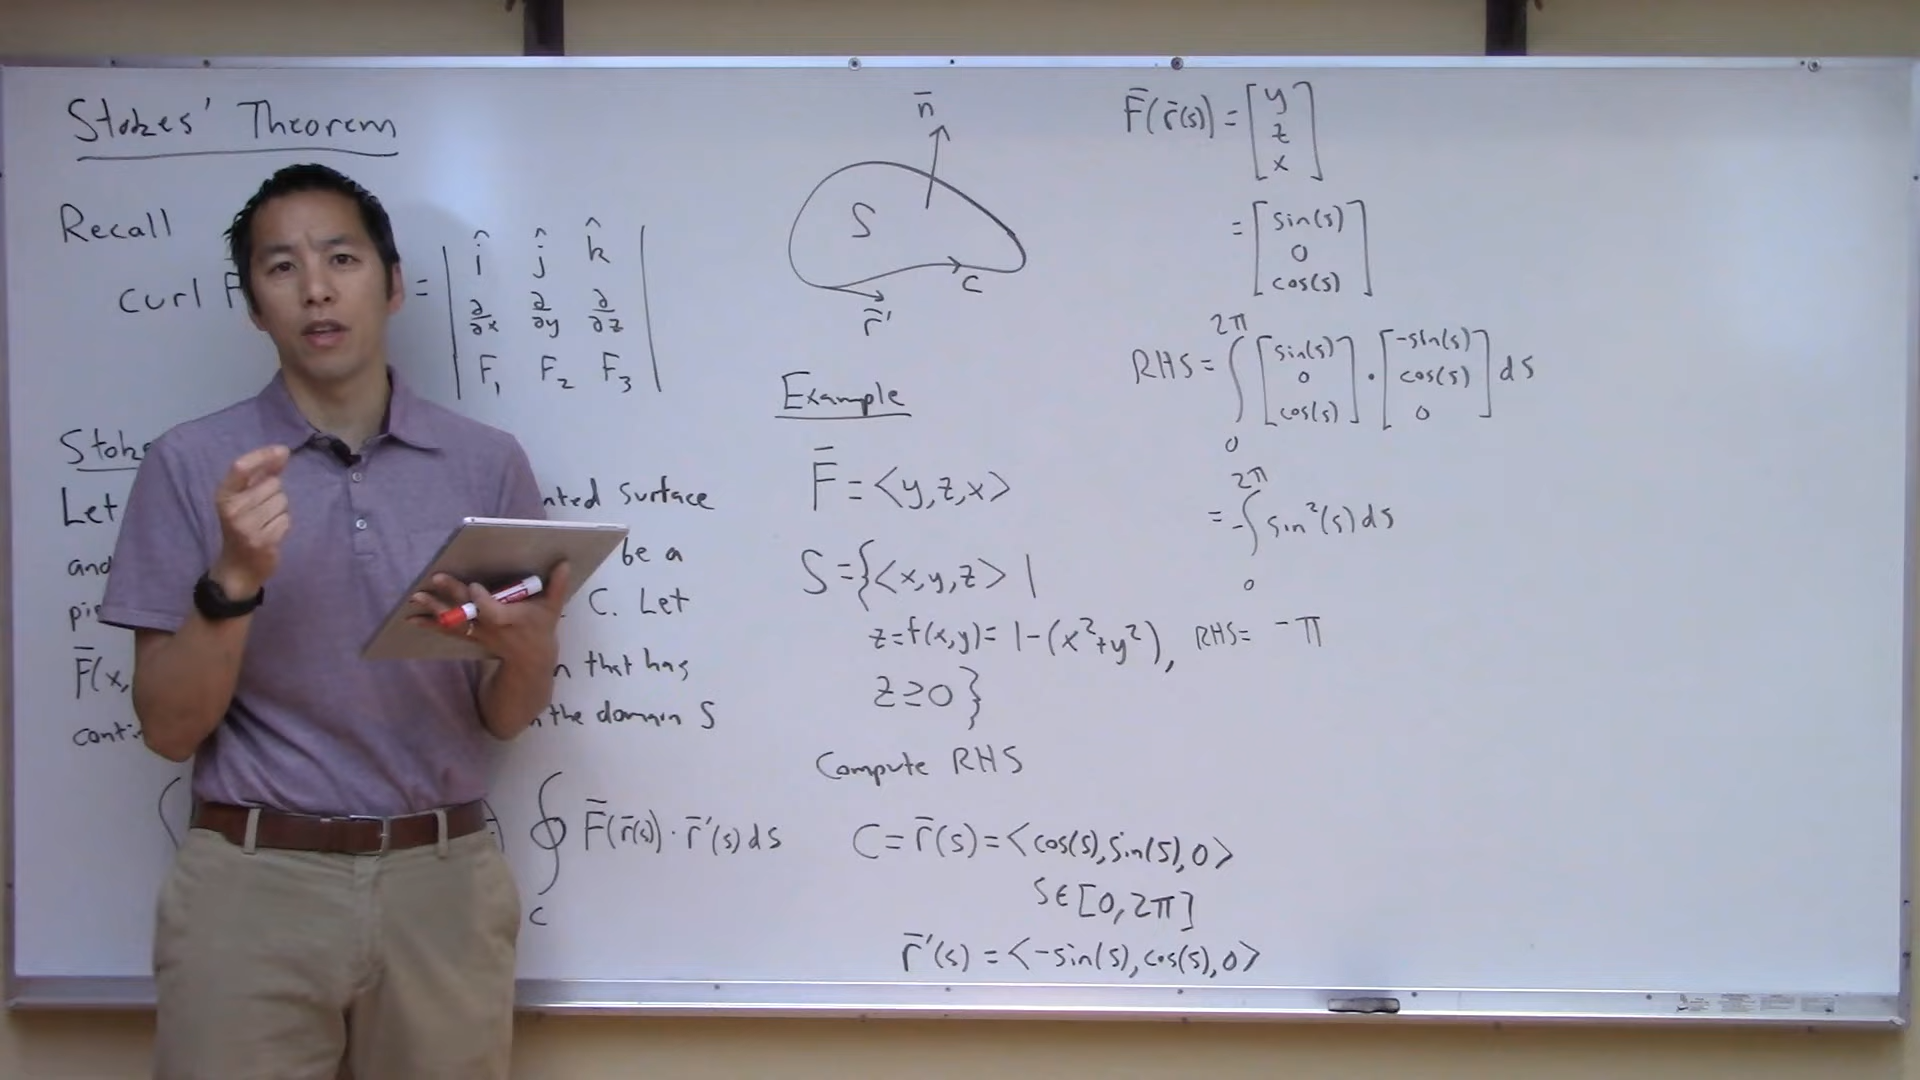 Stokes' Theorem
Recall
curl F = | î ĵ k̂
∂/∂x ∂/∂y ∂/∂z
F₁ F₂ F₃ |
Let
surface
and be a
C. Let
F̄(x,
that has
the domain S
∮ F̄(r̄(s)) · r̄'(s) ds
C
n̄
S
C
r̄'
Example
F̄ = <y, z, x>
S = {<x, y, z> |
z = f(x,y) = 1 - (x² + y²),
z ≥ 0}
Compute RHS
C = r̄(s) = <cos(s), sin(s), 0>
s ∈ [0, 2π]
r̄'(s) = <-sin(s), cos(s), 0>
F̄(r̄(s)) = [y
z
x]
= [sin(s)
0
cos(s)]
RHS = ∫₀^2π [sin(s) 0 cos(s)] · [-sin(s) cos(s) 0] ds
= -∫₀^2π sin²(s) ds
RHS = -π